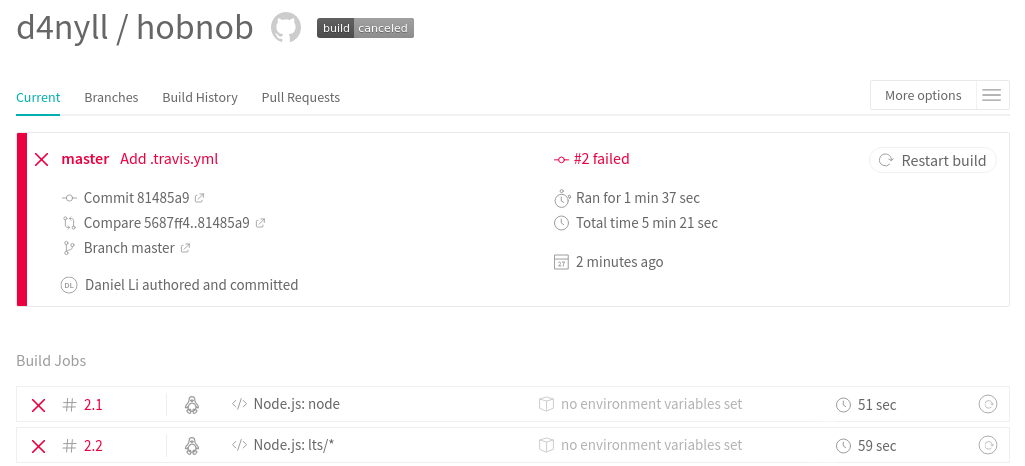 d4nyll / hobnob build canceled
Current Branches Build History Pull Requests More options
master Add .travis.yml #2 failed Restart build
Commit 81485a9 Ran for 1 min 37 sec
Compare 5687ff4..81485a9 Total time 5 min 21 sec
Branch master
27 2 minutes ago
DL Daniel Li authored and committed
Build Jobs
# 2.1 </> Node.js: node no environment variables set 51 sec
# 2.2 </> Node.js: lts/* no environment variables set 59 sec